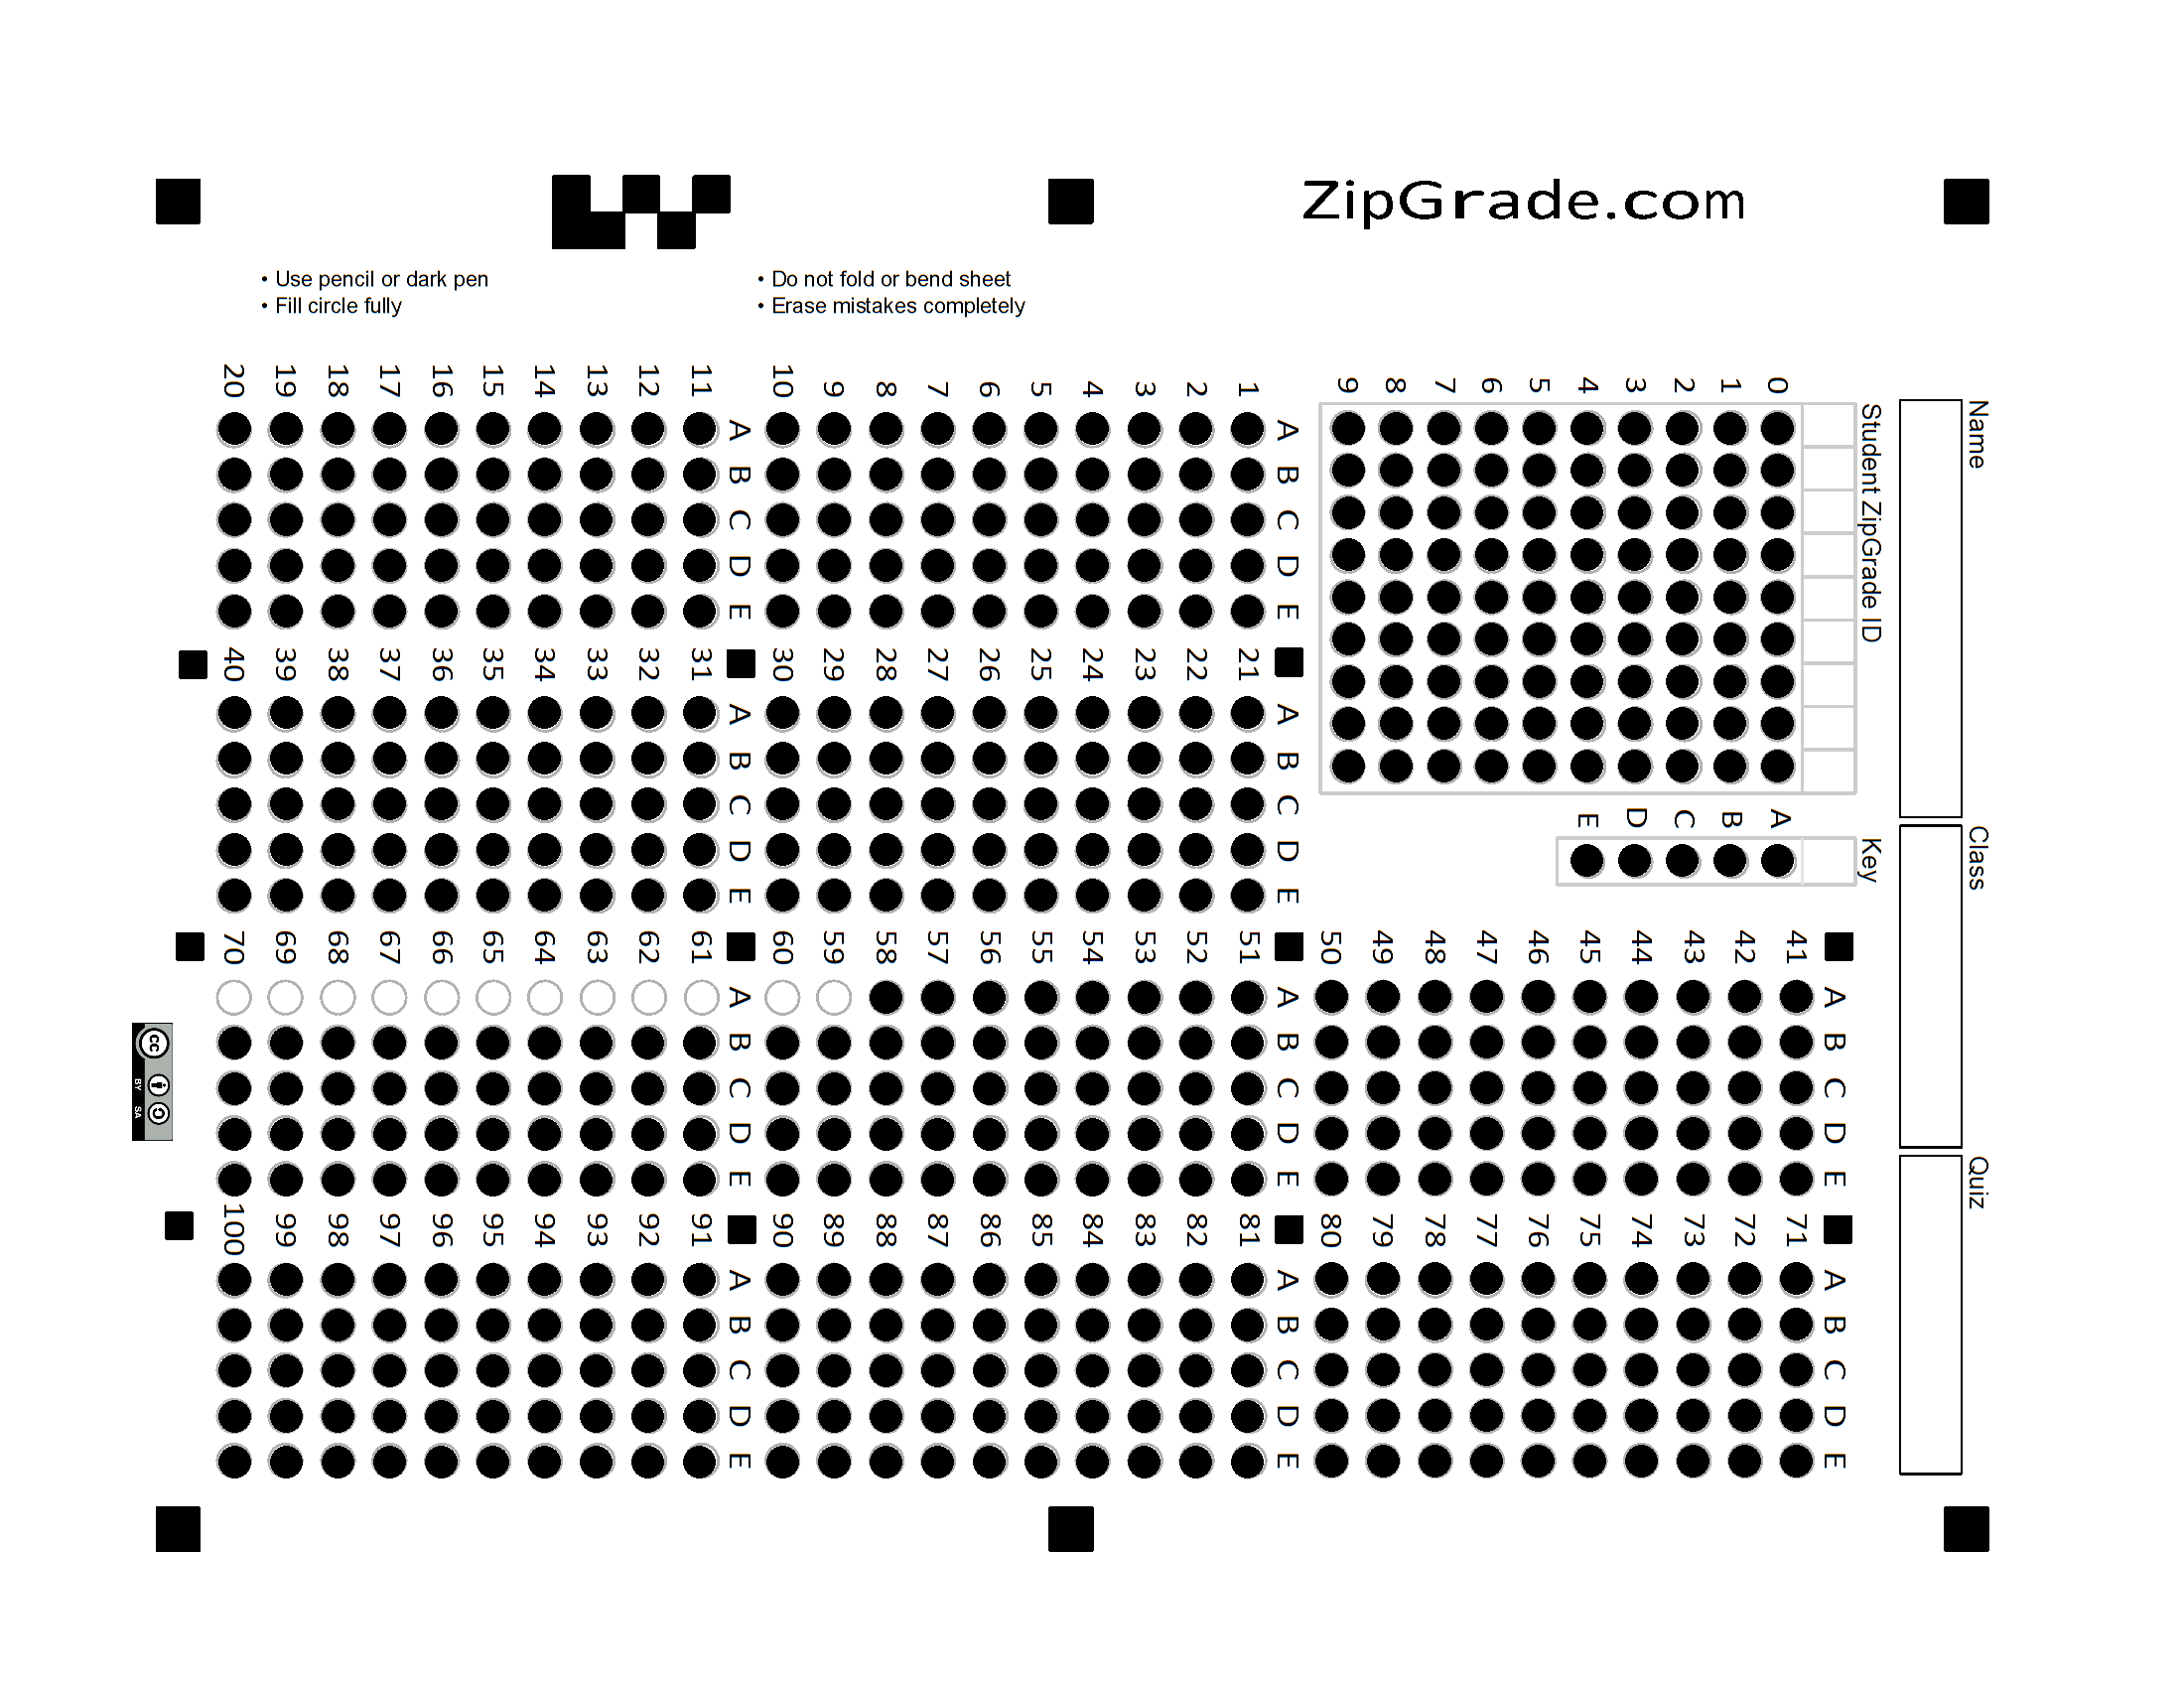 ZipGrade.com
• Use pencil or dark pen
• Fill circle fully
• Do not fold or bend sheet
• Erase mistakes completely
Name
Class
Quiz
Student ZipGrade ID
0 1 2 3 4 5 6 7 8 9
Key
A B C D E
A B C D E
1 2 3 4 5 6 7 8 9 10
A B C D E
11 12 13 14 15 16 17 18 19 20
A B C D E
21 22 23 24 25 26 27 28 29 30
A B C D E
31 32 33 34 35 36 37 38 39 40
A B C D E
41 42 43 44 45 46 47 48 49 50
A B C D E
51 52 53 54 55 56 57 58 59 60
A B C D E
61 62 63 64 65 66 67 68 69 70
A B C D E
71 72 73 74 75 76 77 78 79 80
A B C D E
81 82 83 84 85 86 87 88 89 90
A B C D E
91 92 93 94 95 96 97 98 99 100
cc
BY SA